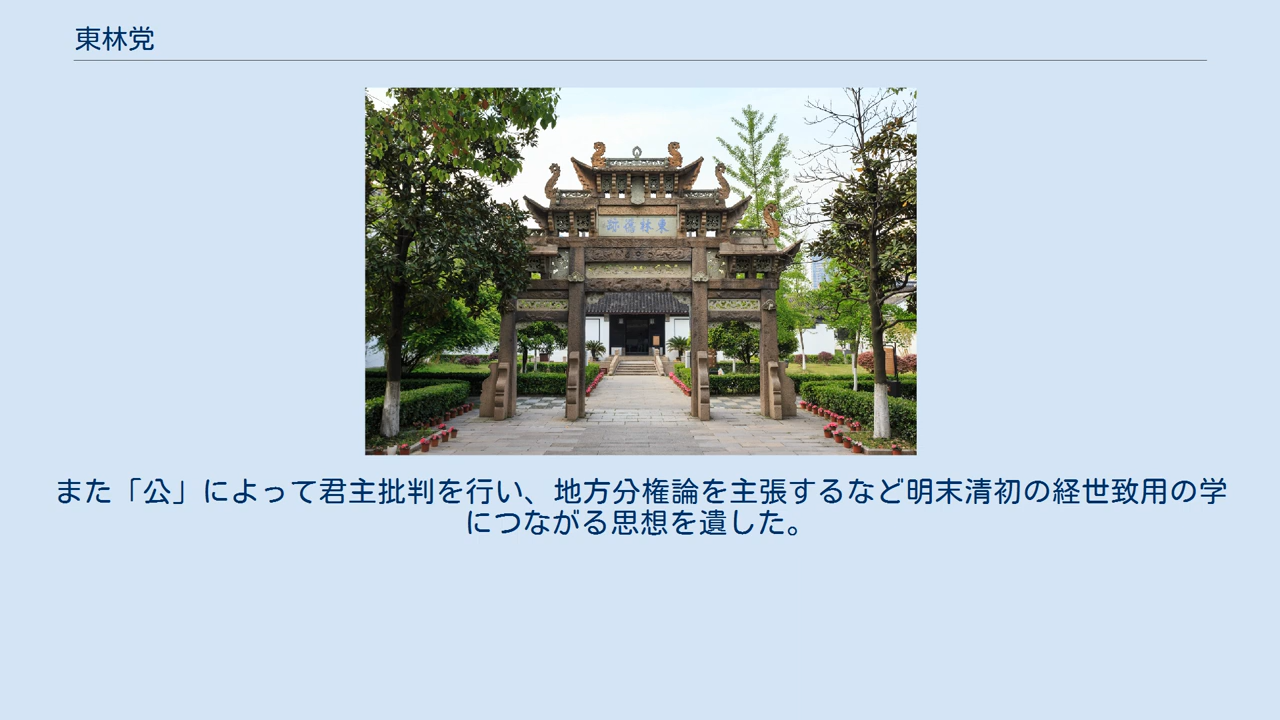 東林党
東林舊跡
また「公」によって君主批判を行い、地方分権論を主張するなど明末清初の経世致用の学
につながる思想を遺した。